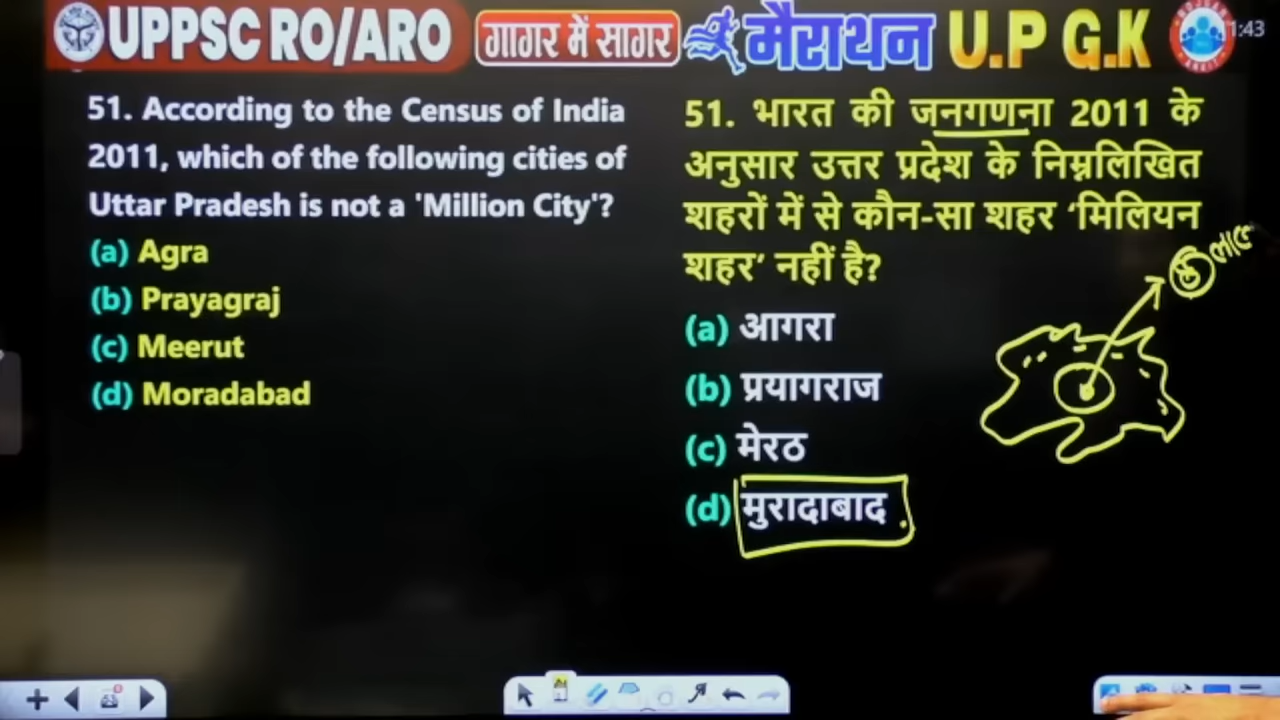 UPPSC RO/ARO गागर में सागर मैराथन U.P G.K 1:43
51. According to the Census of India
2011, which of the following cities of
Uttar Pradesh is not a 'Million City'?
(a) Agra
(b) Prayagraj
(c) Meerut
(d) Moradabad
51. भारत की जनगणना 2011 के
अनुसार उत्तर प्रदेश के निम्नलिखित
शहरों में से कौन-सा शहर ‘मिलियन
शहर’ नहीं है?
(a) आगरा
(b) प्रयागराज
(c) मेरठ
(d) मुरादाबाद